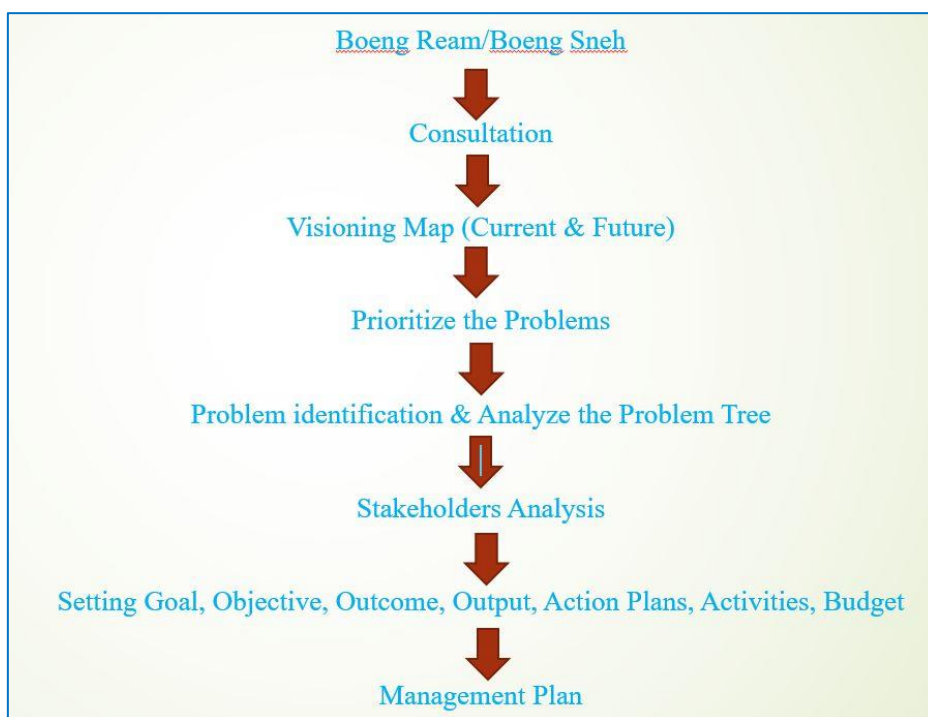 Boeng Ream/Boeng Sneh
Consultation
Visioning Map (Current & Future)
Prioritize the Problems
Problem identification & Analyze the Problem Tree
Stakeholders Analysis
Setting Goal, Objective, Outcome, Output, Action Plans, Activities, Budget
Management Plan